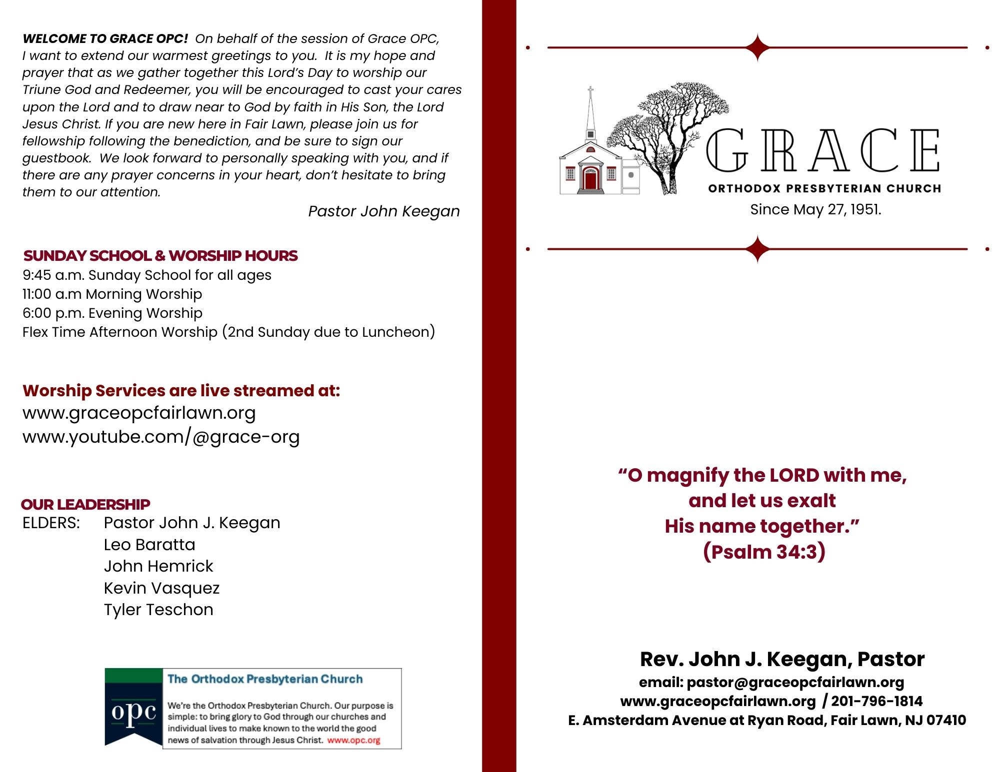 WELCOME TO GRACE OPC!  On behalf of the session of Grace OPC,
I want to extend our warmest greetings to you.  It is my hope and
prayer that as we gather together this Lord’s Day to worship our
Triune God and Redeemer, you will be encouraged to cast your cares
upon the Lord and to draw near to God by faith in His Son, the Lord
Jesus Christ. If you are new here in Fair Lawn, please join us for
fellowship following the benediction, and be sure to sign our
guestbook.  We look forward to personally speaking with you, and if
there are any prayer concerns in your heart, don’t hesitate to bring
them to our attention.
Pastor John Keegan
SUNDAY SCHOOL & WORSHIP HOURS
9:45 a.m. Sunday School for all ages
11:00 a.m Morning Worship
6:00 p.m. Evening Worship
Flex Time Afternoon Worship (2nd Sunday due to Luncheon)
Worship Services are live streamed at:
www.graceopcfairlawn.org
www.youtube.com/@grace-org
OUR LEADERSHIP
ELDERS: Pastor John J. Keegan
Leo Baratta
John Hemrick
Kevin Vasquez
Tyler Teschon
opc
The Orthodox Presbyterian Church
We’re the Orthodox Presbyterian Church. Our purpose is
simple: to bring glory to God through our churches and
individual lives to make known to the world the good
news of salvation through Jesus Christ.  www.opc.org
GRACE
ORTHODOX PRESBYTERIAN CHURCH
Since May 27, 1951.
“O magnify the LORD with me,
and let us exalt
His name together.”
(Psalm 34:3)
Rev. John J. Keegan, Pastor
email: pastor@graceopcfairlawn.org
www.graceopcfairlawn.org  / 201-796-1814
E. Amsterdam Avenue at Ryan Road, Fair Lawn, NJ 07410